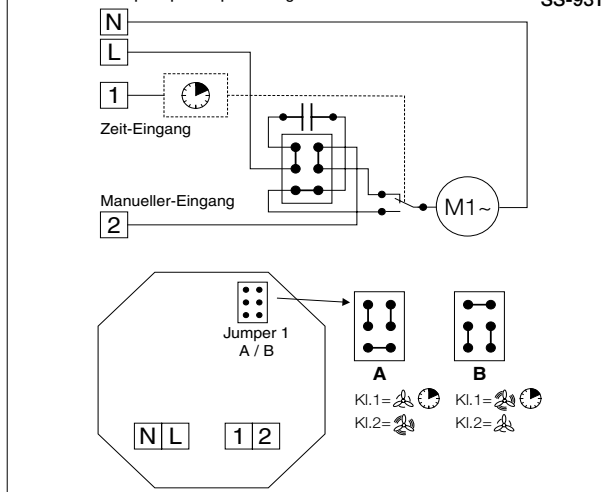 SS-931
N
L
1
Zeit-Eingang
Manueller-Eingang
2
M1~
Jumper 1
A / B
A
B
Kl.1=
Kl.1=
Kl.2=
Kl.2=
N L
1 2